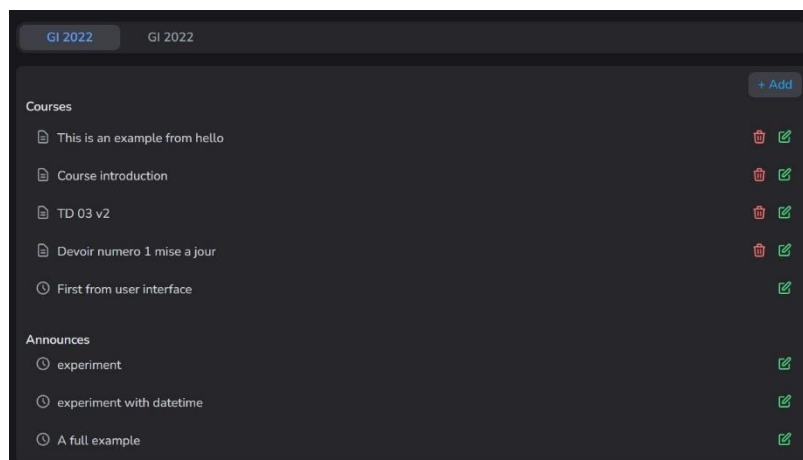 GI 2022 GI 2022
+ Add
Courses
This is an example from hello
Course introduction
TD 03 v2
Devoir numero 1 mise a jour
First from user interface
Announces
experiment
experiment with datetime
A full example